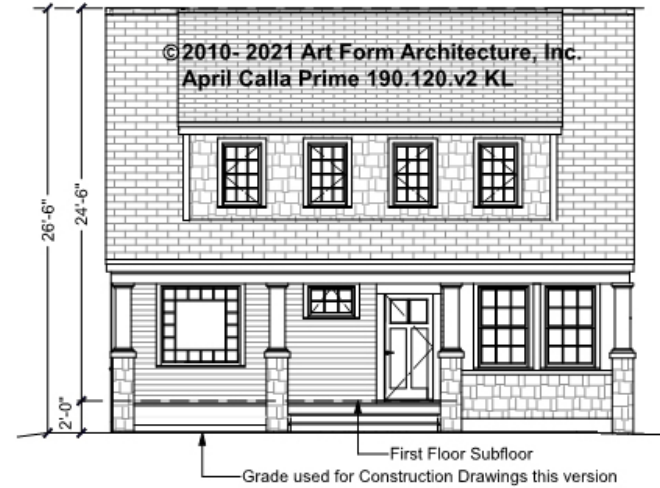 ©2010- 2021 Art Form Architecture, Inc.
April Calla Prime 190.120.v2 KL
26'-6"
24'-6"
2'-0"
First Floor Subfloor
Grade used for Construction Drawings this version